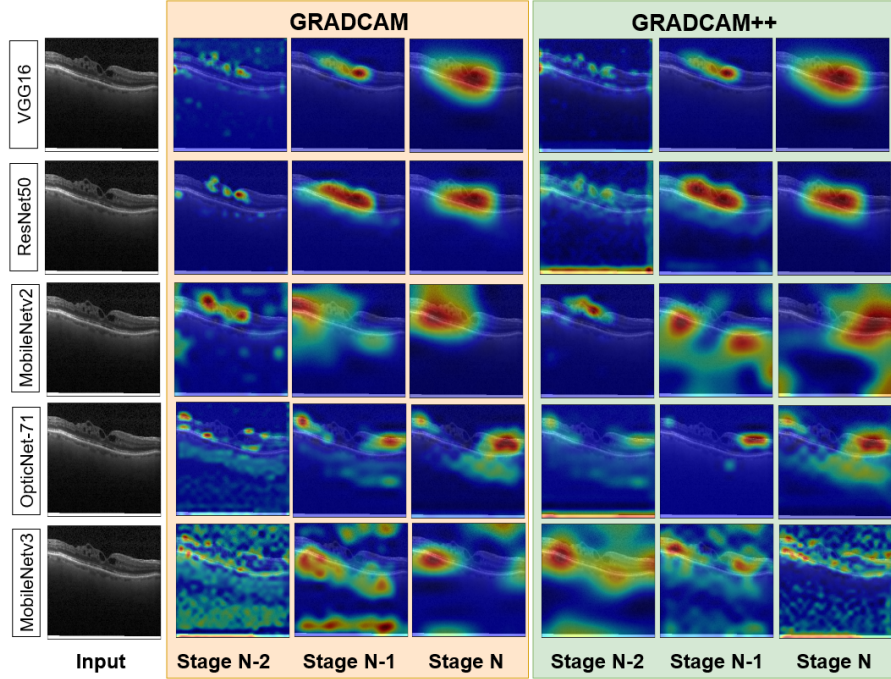 GRADCAM
GRADCAM++
VGG16
ResNet50
MobileNetv2
OpticNet-71
MobileNetv3
Input
Stage N-2
Stage N-1
Stage N
Stage N-2
Stage N-1
Stage N